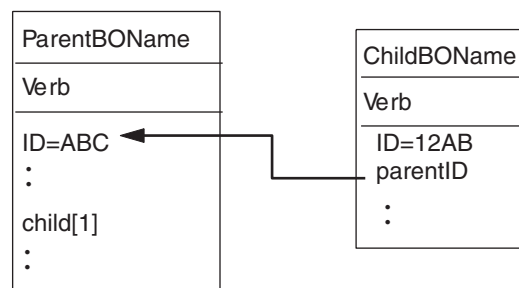 ParentBOName
Verb
ID=ABC
:
child[1]
:
ChildBOName
Verb
ID=12AB
parentID
: